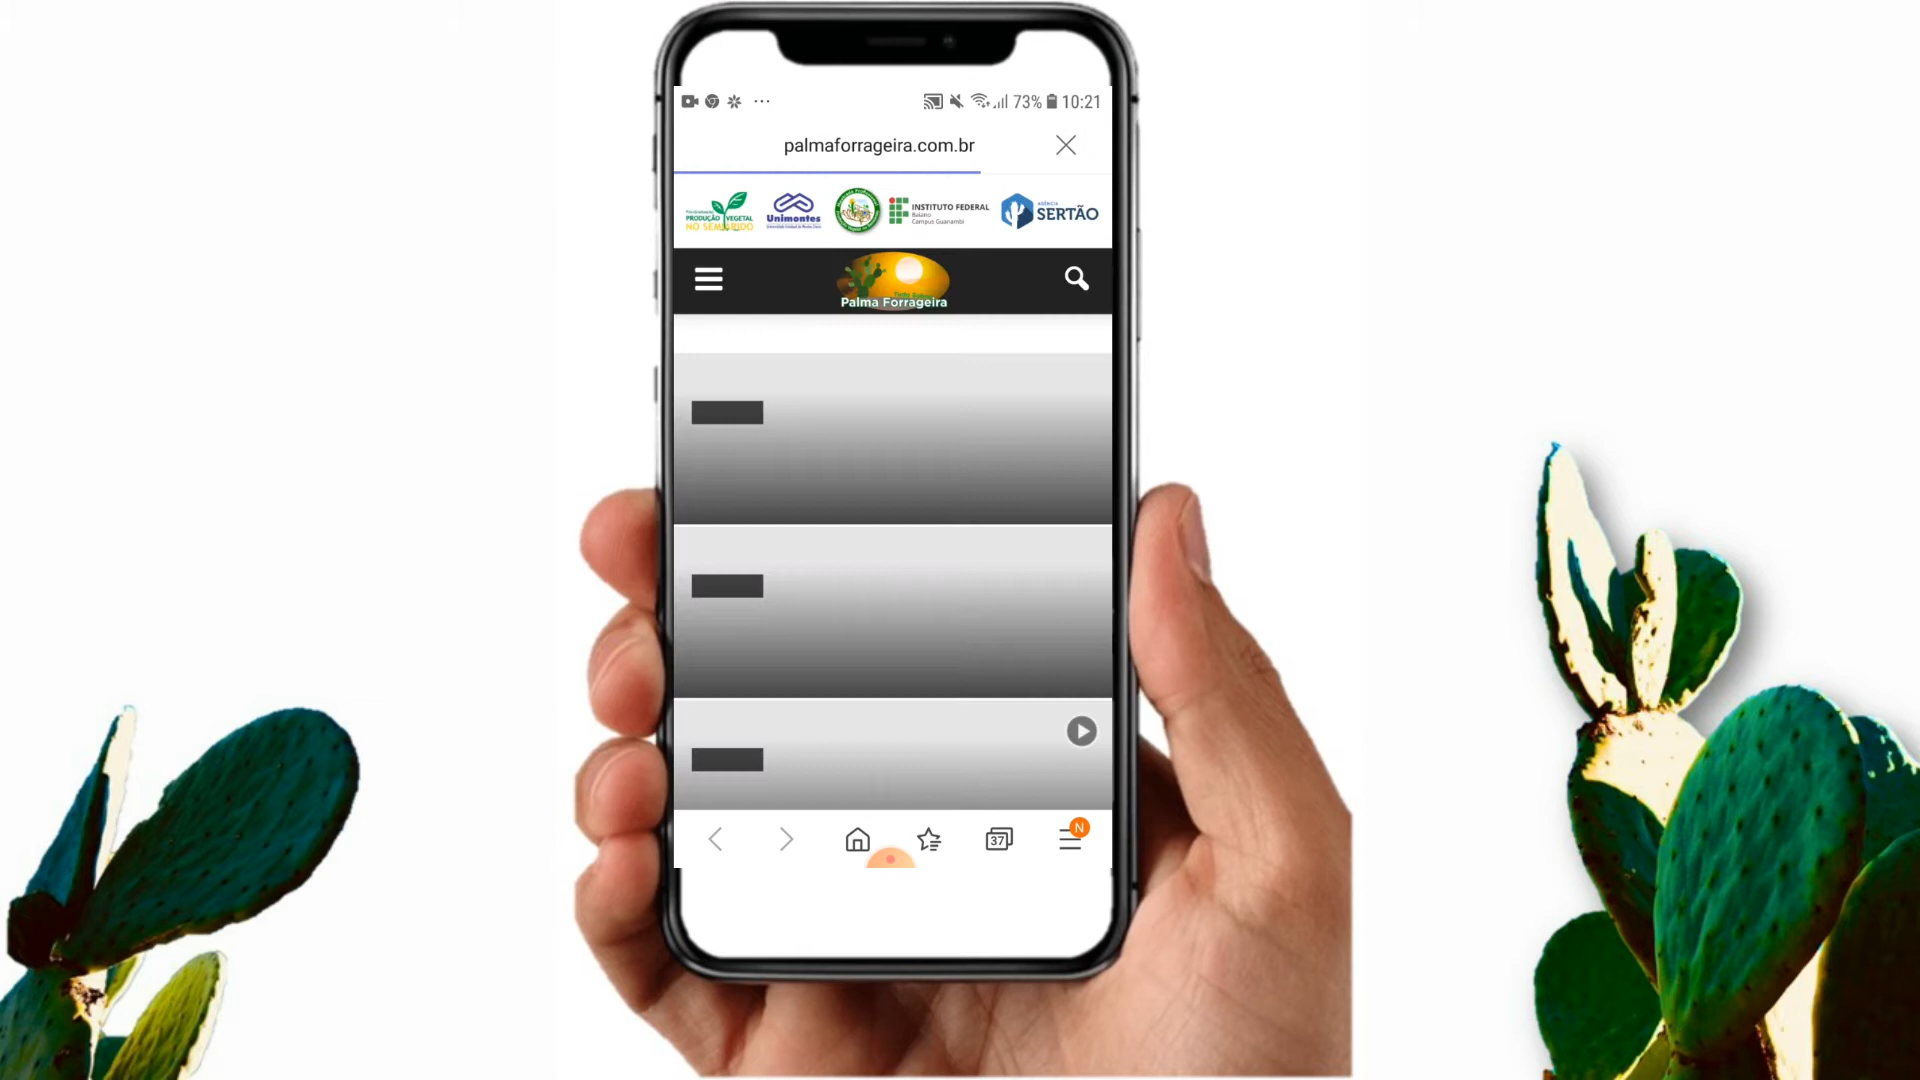 73% 10:21
palmaforrageira.com.br
PRODUÇÃO VEGETAL
NO SEMIÁRIDO
Unimontes
INSTITUTO FEDERAL
Baiano
Campus Guanambi
AGÊNCIA
SERTÃO
Palma Forrageira
37
N